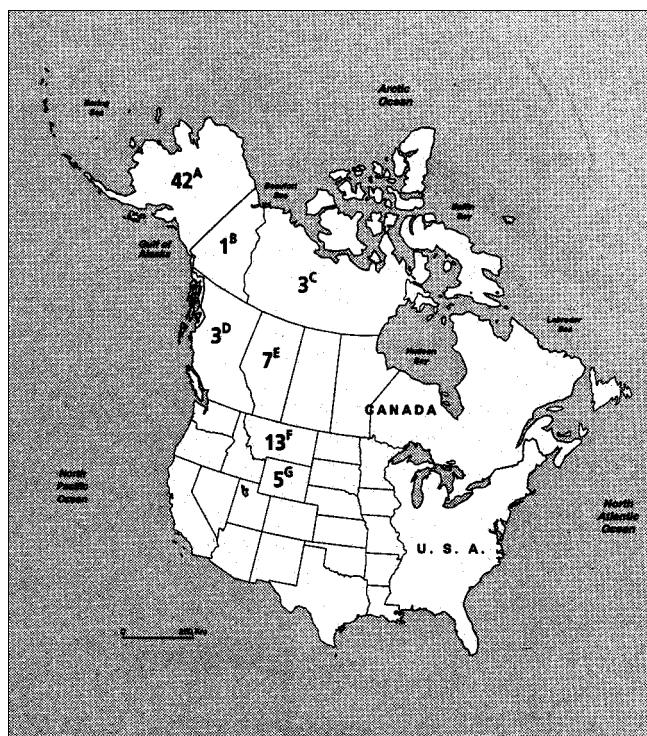 Arctic
Ocean
Bering
Sea
42A
Beaufort
Sea
Baffin
Bay
1B
Gulf of
Alaska
3C
Labrador
Sea
3D
7E
Hudson
Bay
CANADA
13F
5G
North
Pacific
Ocean
North
Atlantic
Ocean
U. S. A.
0